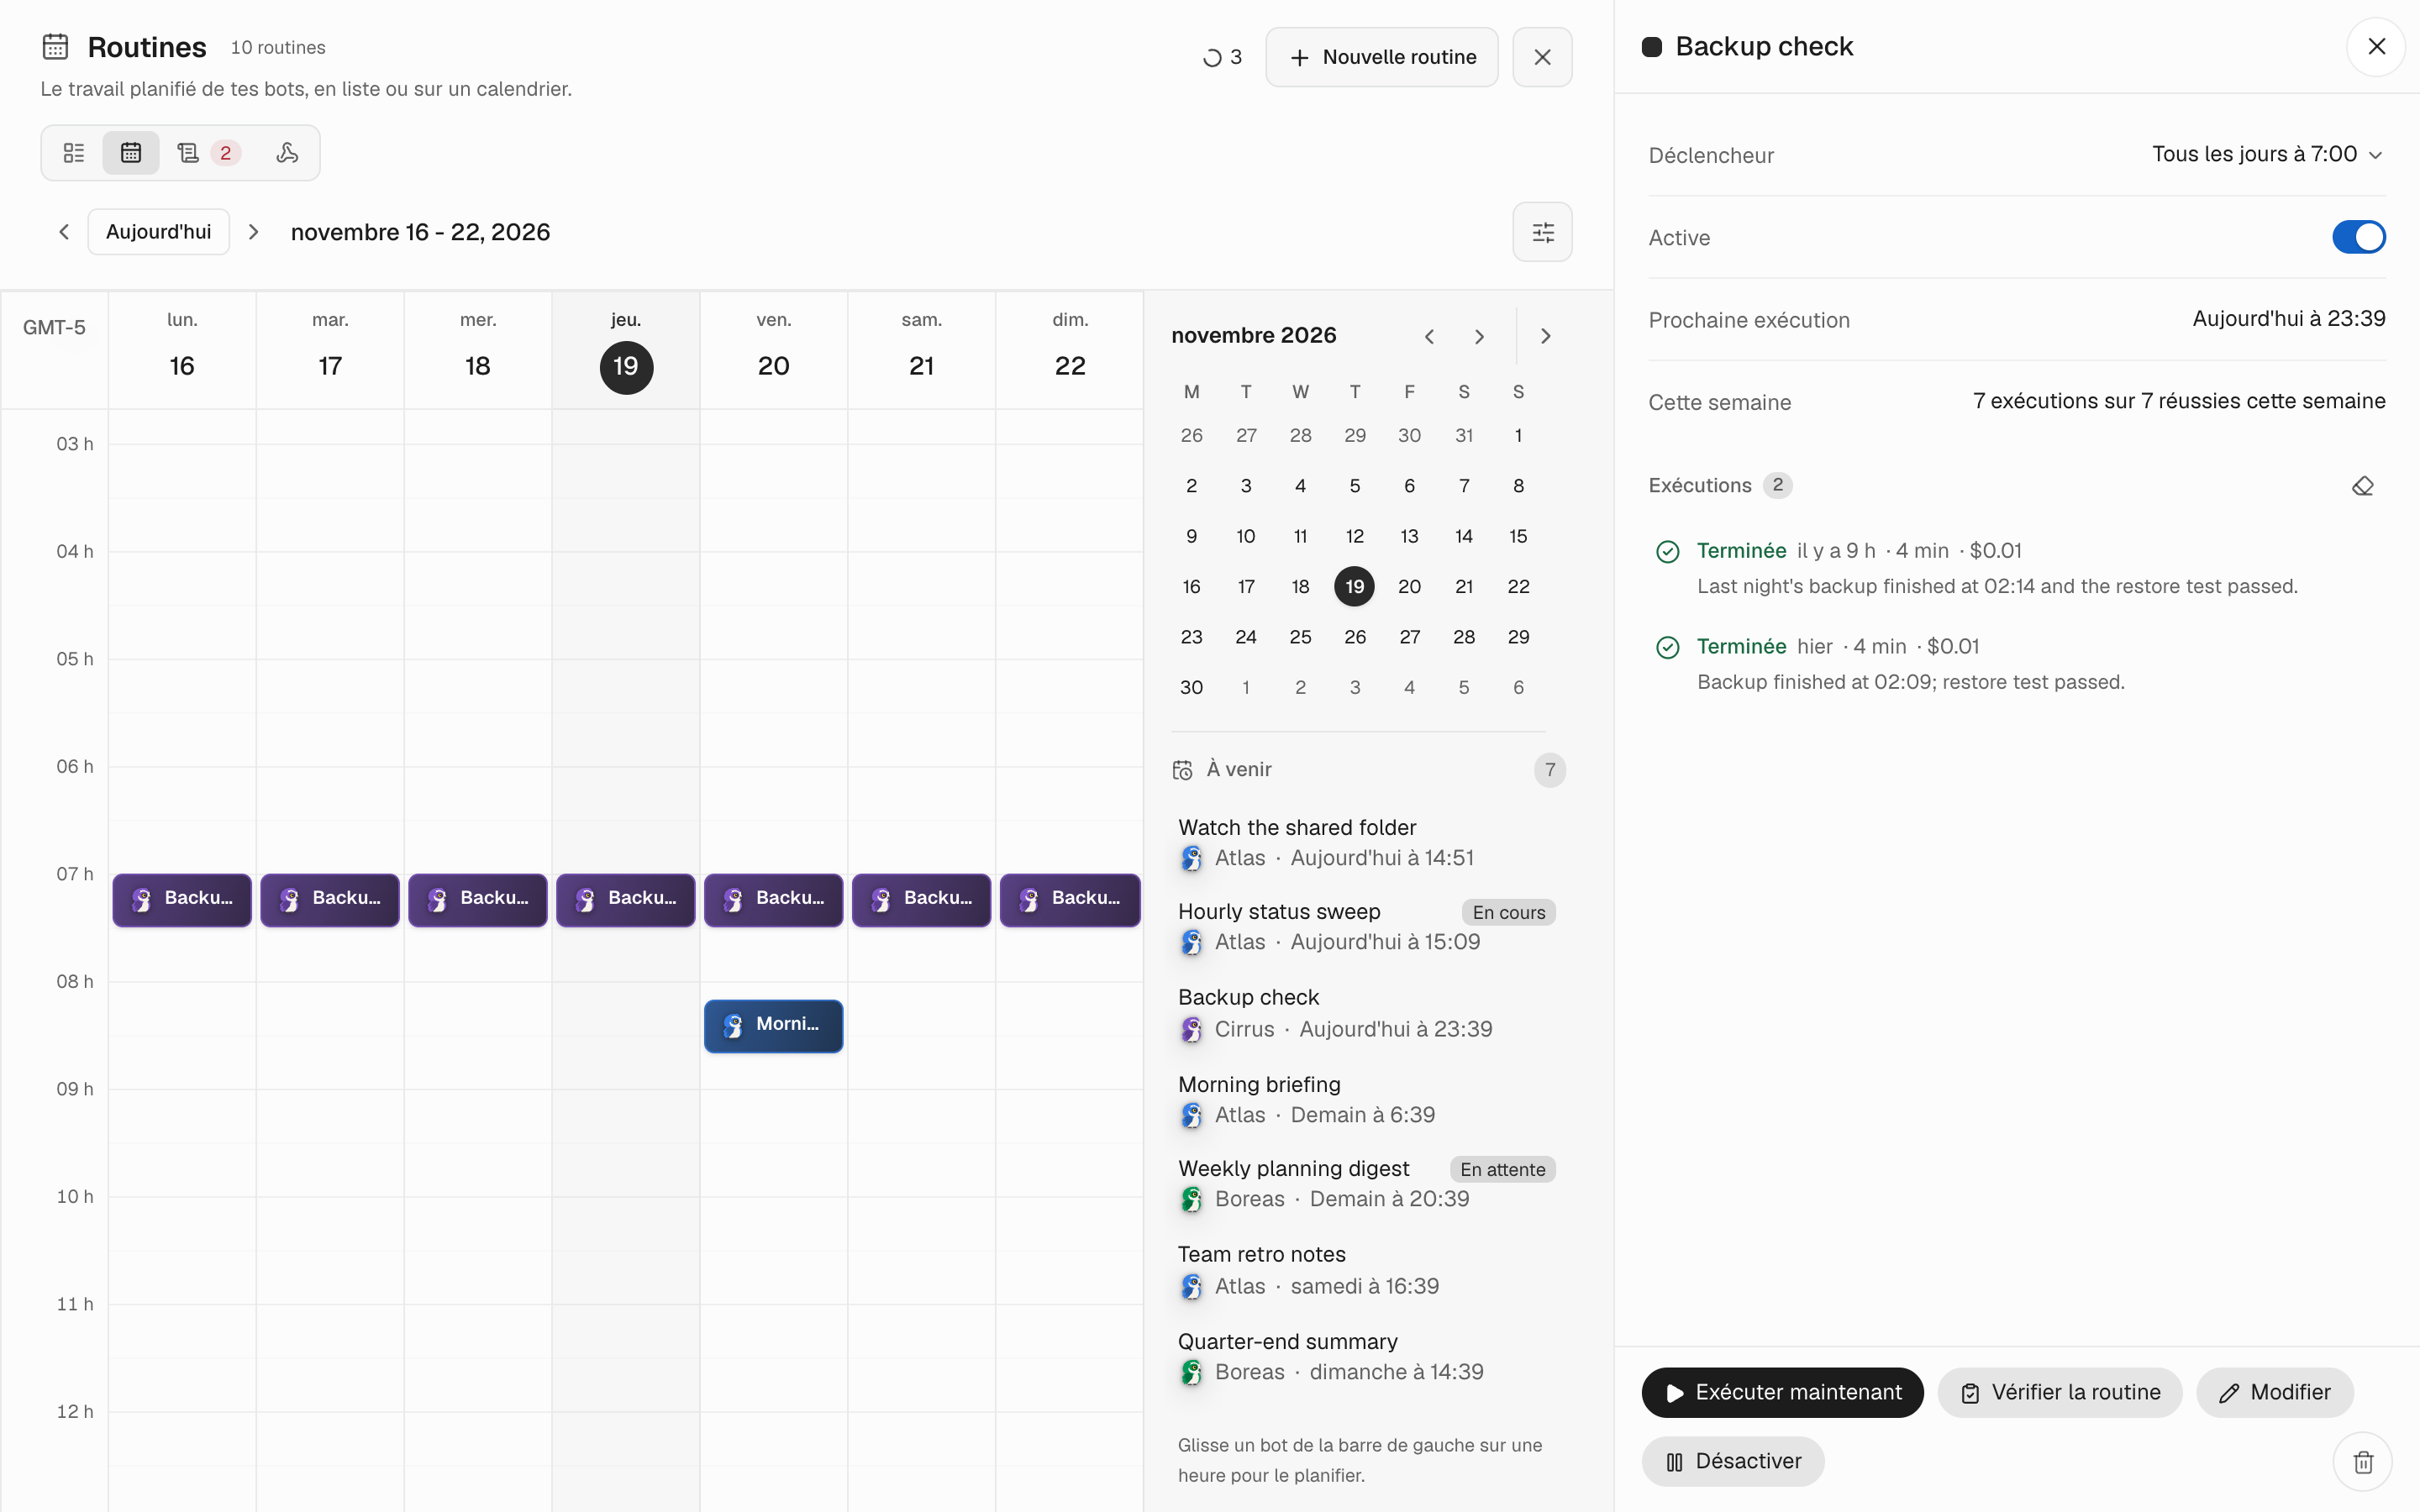 Routines 10 routines
Le travail planifié de tes bots, en liste ou sur un calendrier.
3
Nouvelle routine
2
Aujourd'hui
novembre 16 - 22, 2026
GMT-5
lun. mar. mer. jeu. ven. sam. dim.
16 17 18 19 20 21 22
03 h
04 h
05 h
06 h
07 h
Backu... Backu... Backu... Backu... Backu... Backu... Backu...
08 h
Morni...
09 h
10 h
11 h
12 h
novembre 2026
M T W T F S S
26 27 28 29 30 31 1
2 3 4 5 6 7 8
9 10 11 12 13 14 15
16 17 18 19 20 21 22
23 24 25 26 27 28 29
30 1 2 3 4 5 6
À venir 7
Watch the shared folder
Atlas · Aujourd'hui à 14:51
Hourly status sweep En cours
Atlas · Aujourd'hui à 15:09
Backup check
Cirrus · Aujourd'hui à 23:39
Morning briefing
Atlas · Demain à 6:39
Weekly planning digest En attente
Boreas · Demain à 20:39
Team retro notes
Atlas · samedi à 16:39
Quarter-end summary
Boreas · dimanche à 14:39
Glisse un bot de la barre de gauche sur une
heure pour le planifier.
Backup check
Déclencheur Tous les jours à 7:00
Active
Prochaine exécution Aujourd'hui à 23:39
Cette semaine 7 exécutions sur 7 réussies cette semaine
Exécutions 2
Terminée il y a 9 h · 4 min · $0.01
Last night's backup finished at 02:14 and the restore test passed.
Terminée hier · 4 min · $0.01
Backup finished at 02:09; restore test passed.
Exécuter maintenant
Vérifier la routine
Modifier
Désactiver